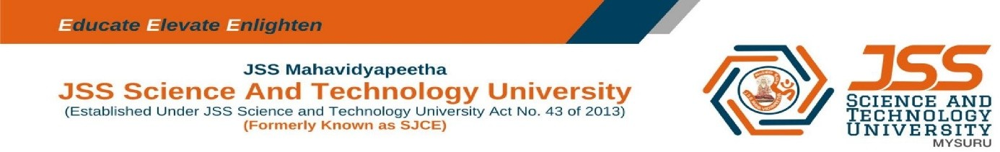 Educate Elevate Enlighten
JSS Mahavidyapeetha
JSS Science And Technology University
(Established Under JSS Science and Technology University Act No. 43 of 2013)
(Formerly Known as SJCE)
JSS
SCIENCE AND
TECHNOLOGY
UNIVERSITY
MYSURU